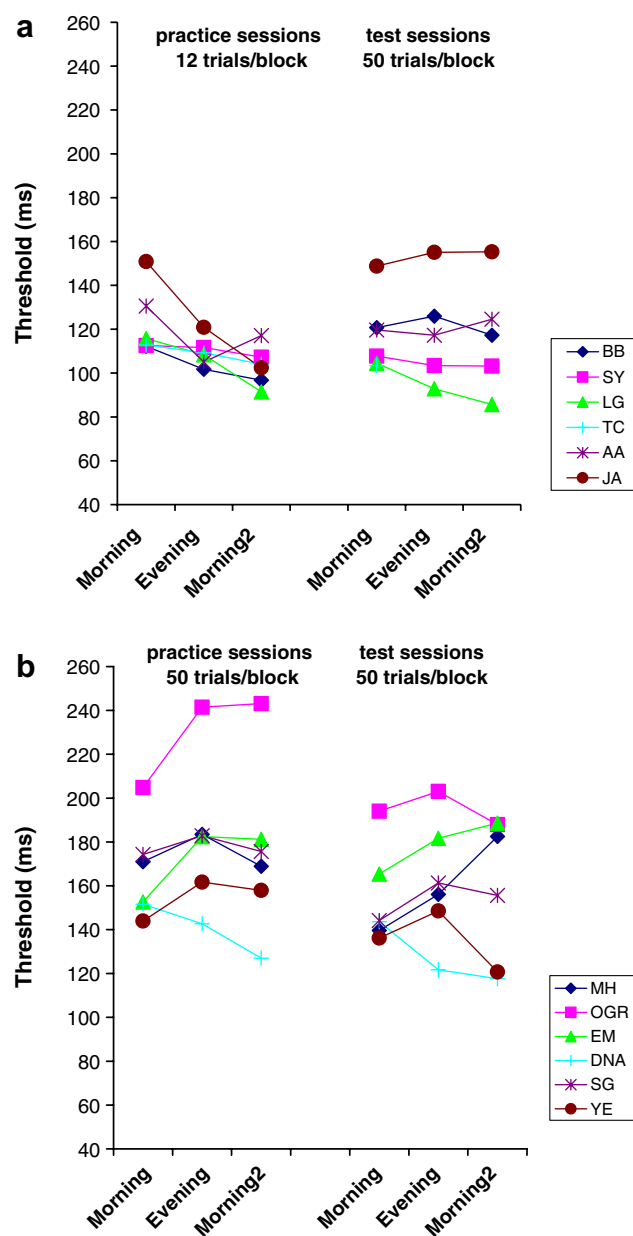 a
practice sessions
12 trials/block
test sessions
50 trials/block
260
240
220
200
180
160
140
120
100
80
60
40
Threshold (ms)
Morning
Evening
Morning2
Morning
Evening
Morning2
BB
SY
LG
TC
AA
JA
b
practice sessions
50 trials/block
test sessions
50 trials/block
260
240
220
200
180
160
140
120
100
80
60
40
Threshold (ms)
Morning
Evening
Morning2
Morning
Evening
Morning2
MH
OGR
EM
DNA
SG
YE